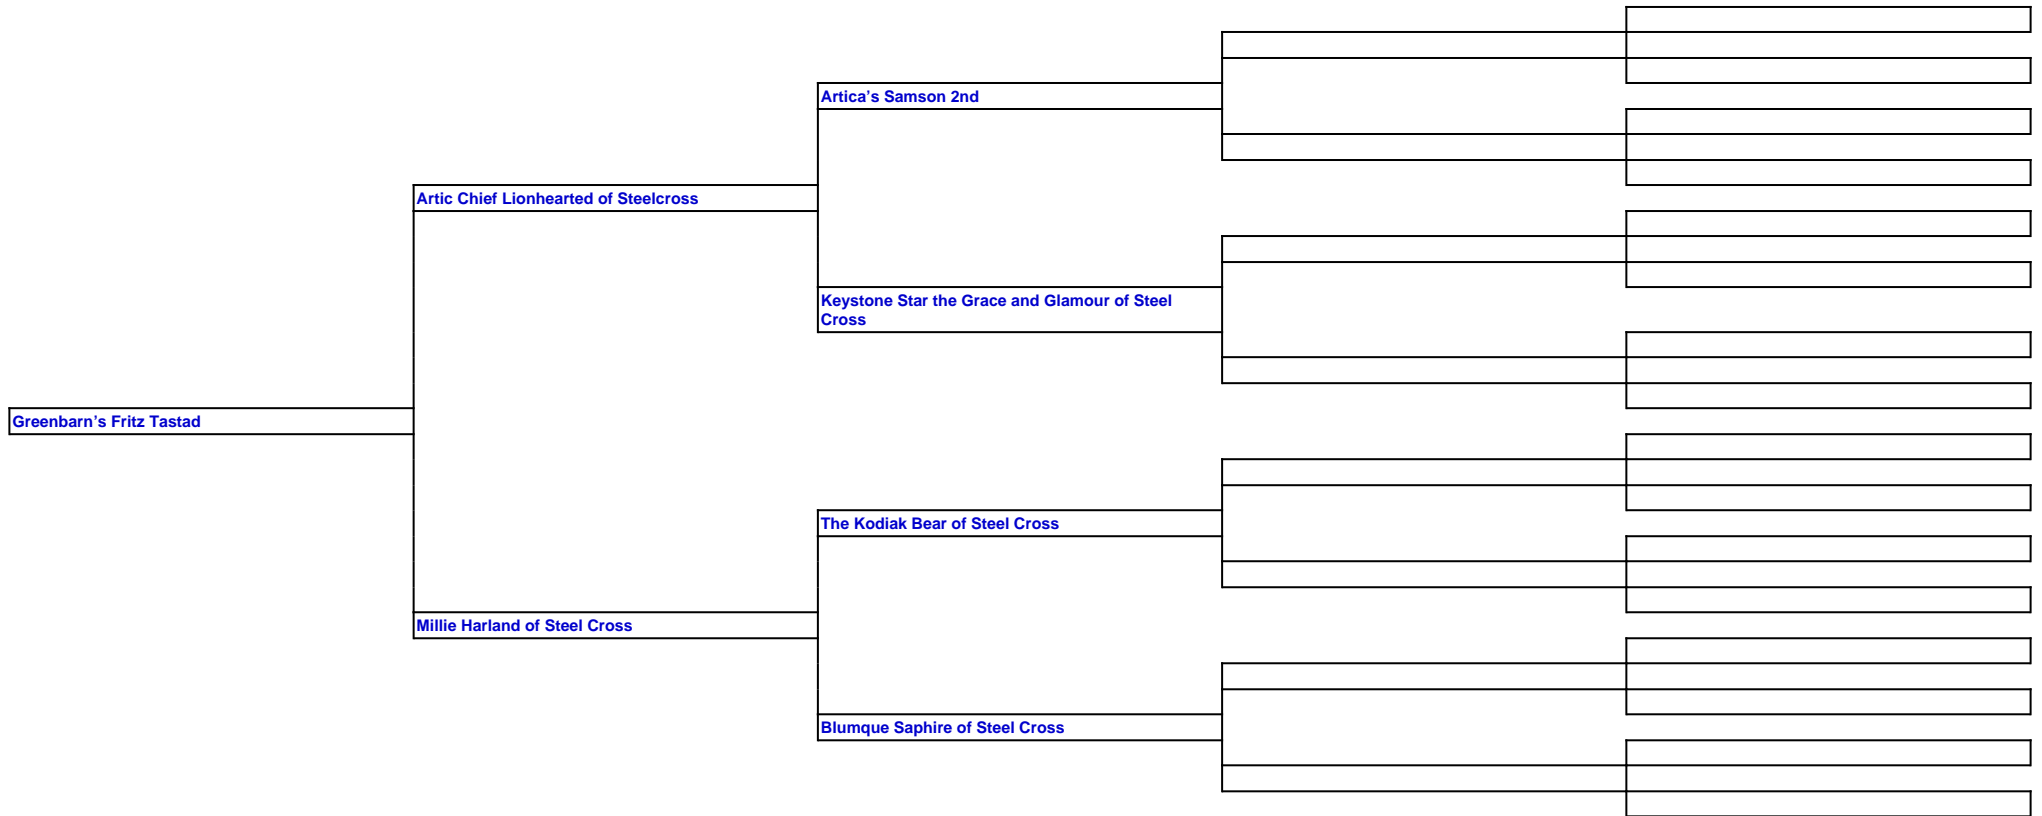 Artica’s Samson 2nd
Artic Chief Lionhearted of Steelcross
Keystone Star the Grace and Glamour of Steel
Cross
Greenbarn’s Fritz Tastad
The Kodiak Bear of Steel Cross
Millie Harland of Steel Cross
Blumque Saphire of Steel Cross